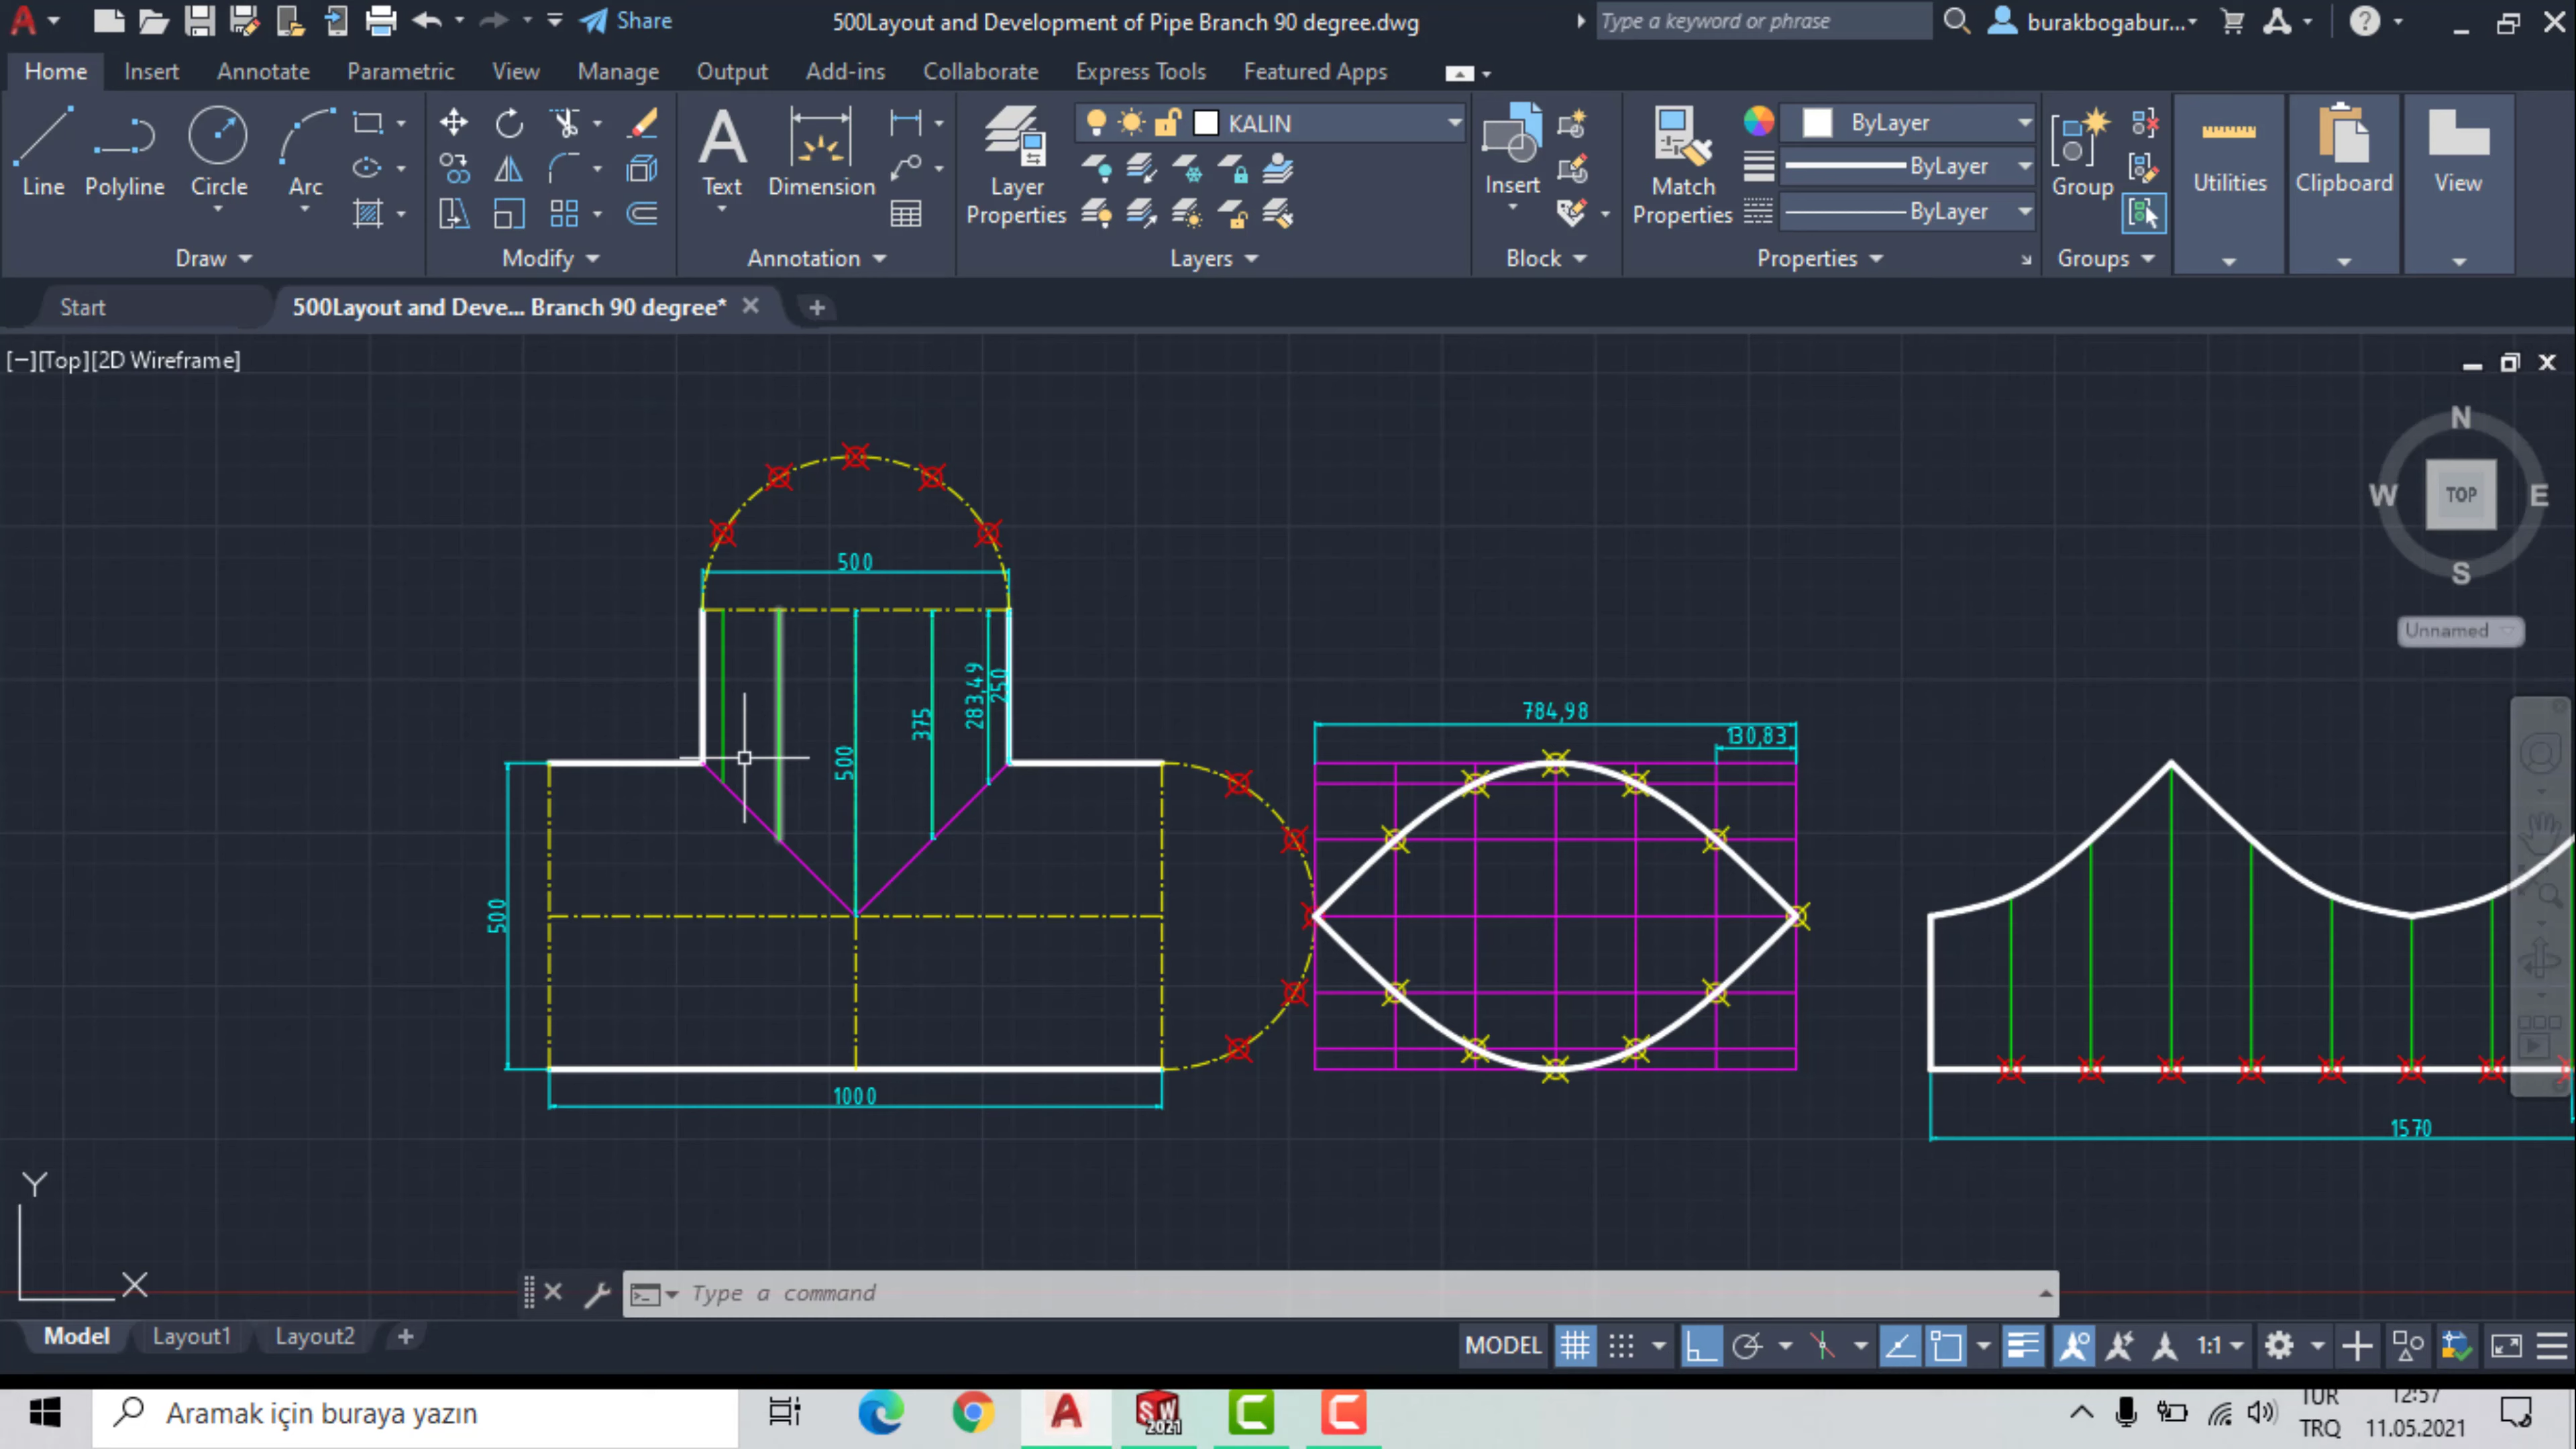 Share
500Layout and Development of Pipe Branch 90 degree.dwg
Type a keyword or phrase
burakbogabur...
Home Insert Annotate Parametric View Manage Output Add-ins Collaborate Express Tools Featured Apps
KALIN
ByLayer
ByLayer
ByLayer
Line Polyline Circle Arc
Text Dimension
Layer Properties
Insert
Match Properties
Group
Utilities
Clipboard
View
Draw Modify Annotation Layers Block Properties Groups
Start
500Layout and Deve... Branch 90 degree*
[−][Top][2D Wireframe]
N
W TOP E
S
Unnamed
500
283,49
250
375
500
784,98
130,83
500
1000
1570
Y
X
Type a command
Model Layout1 Layout2
MODEL
1:1
Aramak için buraya yazın
SW
2021
TUR
TRQ
12:57
11.05.2021